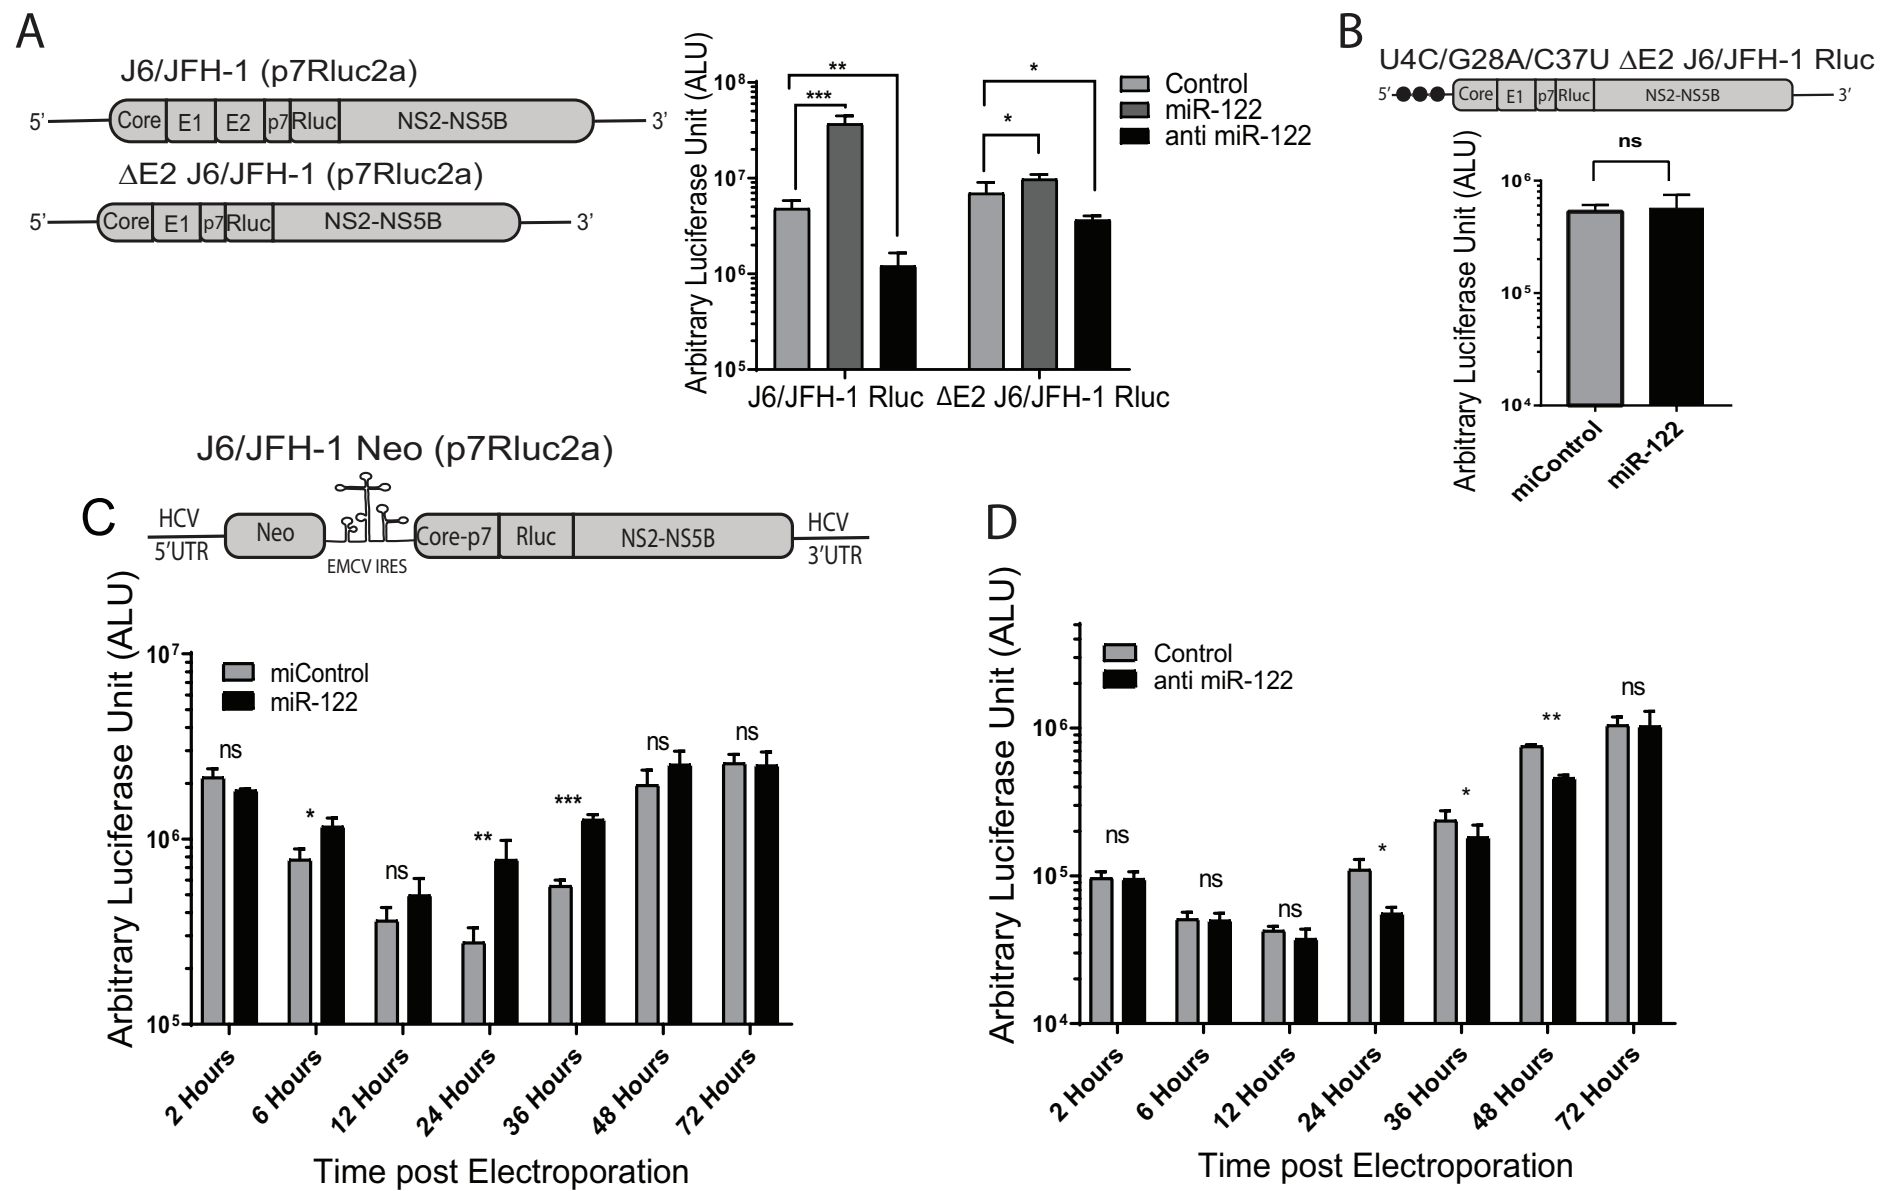 A
J6/JFH-1 (p7Rluc2a)
5' Core E1 E2 p7 Rluc NS2-NS5B 3'
ΔE2 J6/JFH-1 (p7Rluc2a)
5' Core E1 p7 Rluc NS2-NS5B 3'
Arbitrary Luciferase Unit (ALU)
10⁸
10⁷
10⁶
10⁵
** *
*** *
Control
miR-122
anti miR-122
J6/JFH-1 Rluc ΔE2 J6/JFH-1 Rluc
B
U4C/G28A/C37U ΔE2 J6/JFH-1 Rluc
5' Core E1 p7 Rluc NS2-NS5B 3'
Arbitrary Luciferase Unit (ALU)
ns
10⁶
10⁵
10⁴
miControl miR-122
C
J6/JFH-1 Neo (p7Rluc2a)
HCV
5'UTR
Neo
EMCV IRES
Core-p7 Rluc NS2-NS5B
HCV
3'UTR
Arbitrary Luciferase Unit (ALU)
10⁷
10⁶
10⁵
miControl
miR-122
ns * ns ** *** ns ns
2 Hours 6 Hours 12 Hours 24 Hours 36 Hours 48 Hours 72 Hours
Time post Electroporation
D
Arbitrary Luciferase Unit (ALU)
10⁶
10⁵
10⁴
Control
anti miR-122
ns ns ns * * ** ns
2 Hours 6 Hours 12 Hours 24 Hours 36 Hours 48 Hours 72 Hours
Time post Electroporation